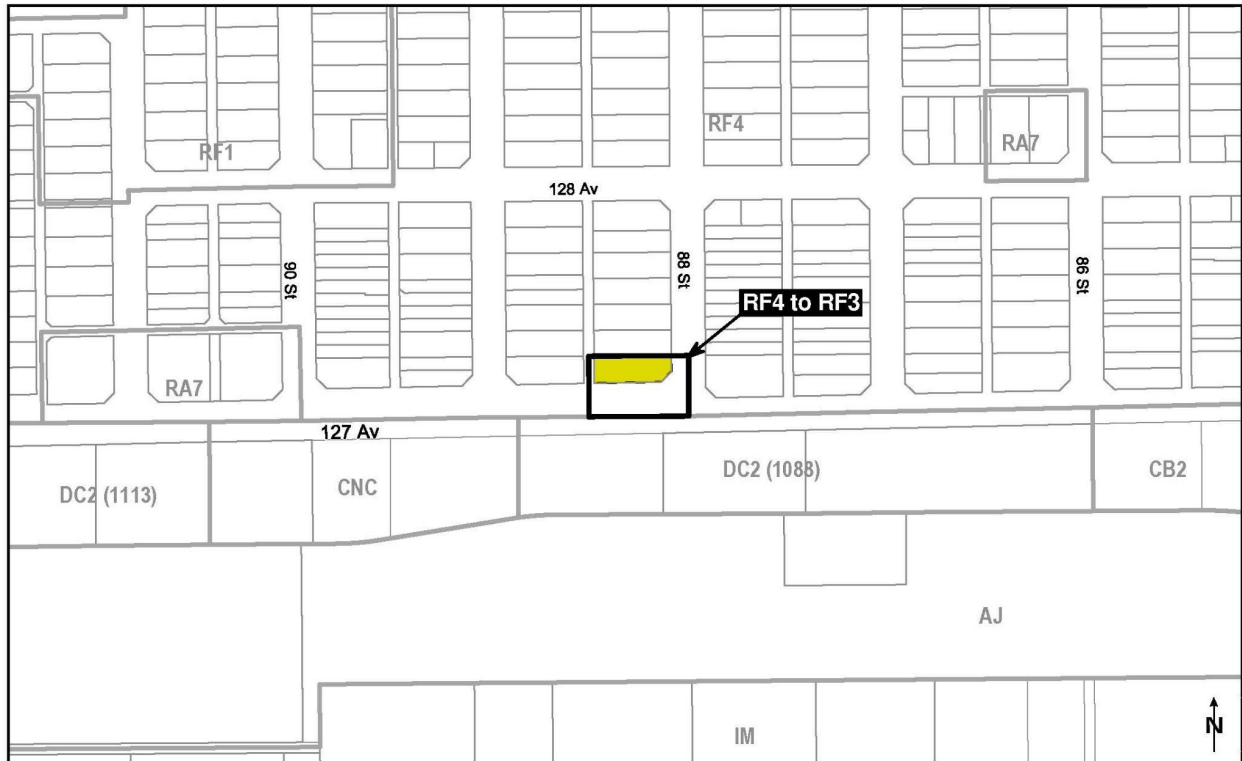 RF4
RA7
RF1
128 Av
90 St
88 St
86 St
RF4 to RF3
RA7
127 Av
DC2 (1088)
CB2
CNC
DC2 (1113)
AJ
IM
N